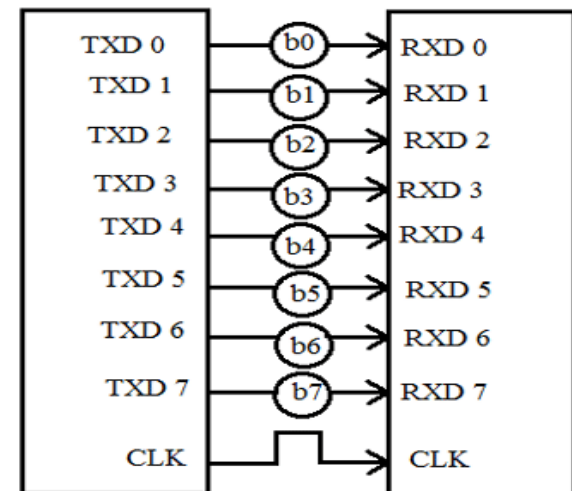 TXD 0 b0 RXD 0
TXD 1 b1 RXD 1
TXD 2 b2 RXD 2
TXD 3 b3 RXD 3
TXD 4 b4 RXD 4
TXD 5 b5 RXD 5
TXD 6 b6 RXD 6
TXD 7 b7 RXD 7
CLK CLK